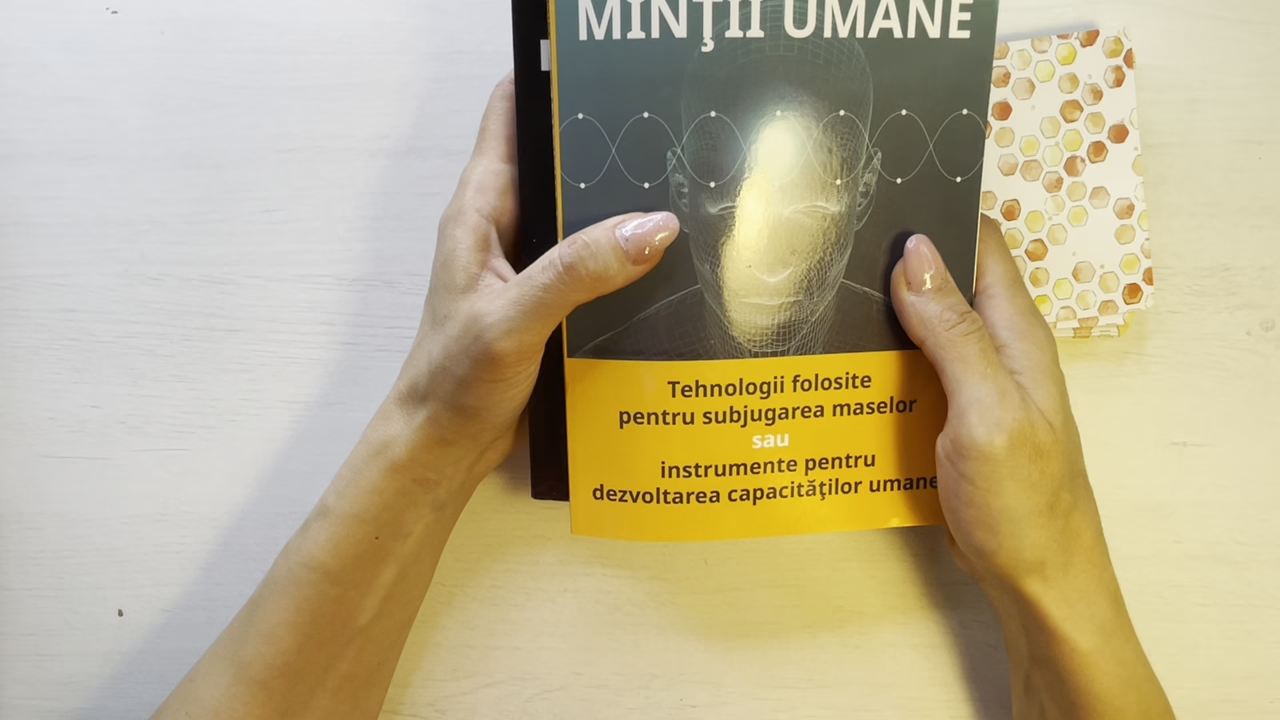 MINŢII UMANE
Tehnologii folosite
pentru subjugarea maselor
sau
instrumente pentru
dezvoltarea capacităţilor umane